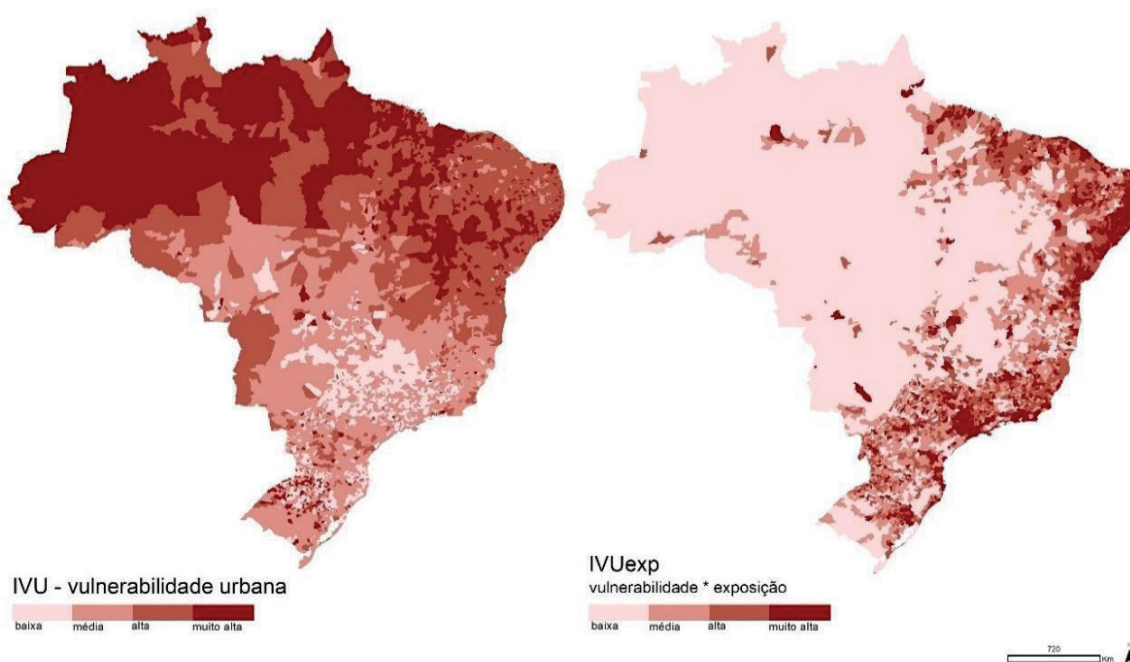 IVU - vulnerabilidade urbana
baixa média alta muito alta
IVUexp
vulnerabilidade * exposição
baixa média alta muito alta
720
Km